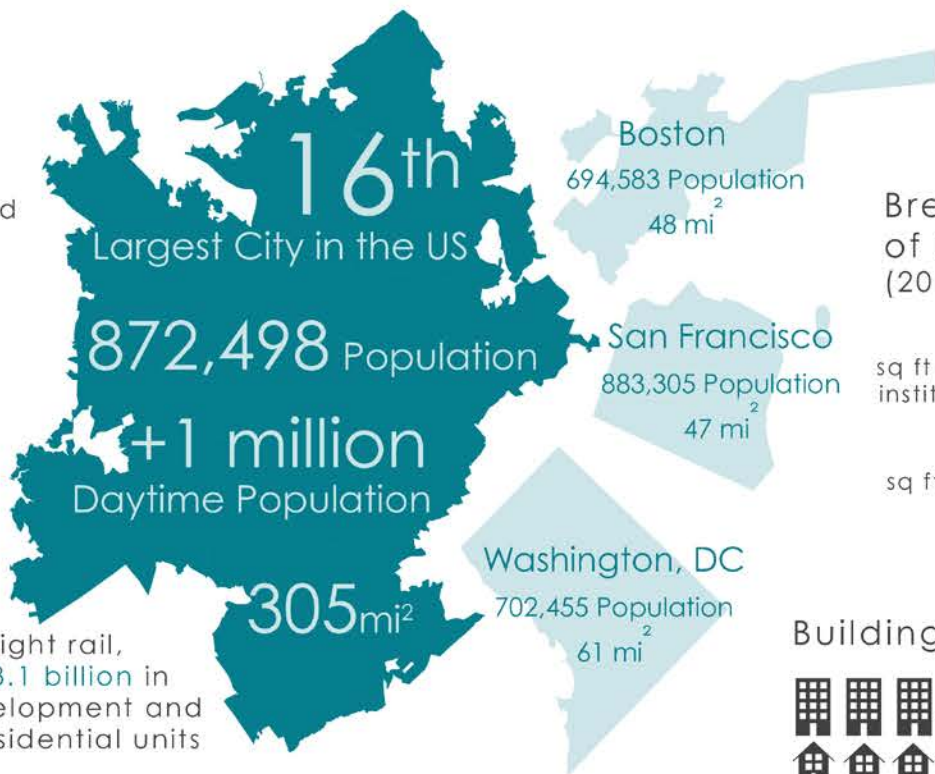 16th
Largest City in the US
872,498 Population
+1 million
Daytime Population
305mi²
Boston
694,583 Population
48 mi²
San Francisco
883,305 Population
47 mi²
Washington, DC
702,455 Population
61 mi²
ight rail,
.1 billion in
elopment and
sidential units
Bre
of
(20
sq ft
instit
sq f
Building